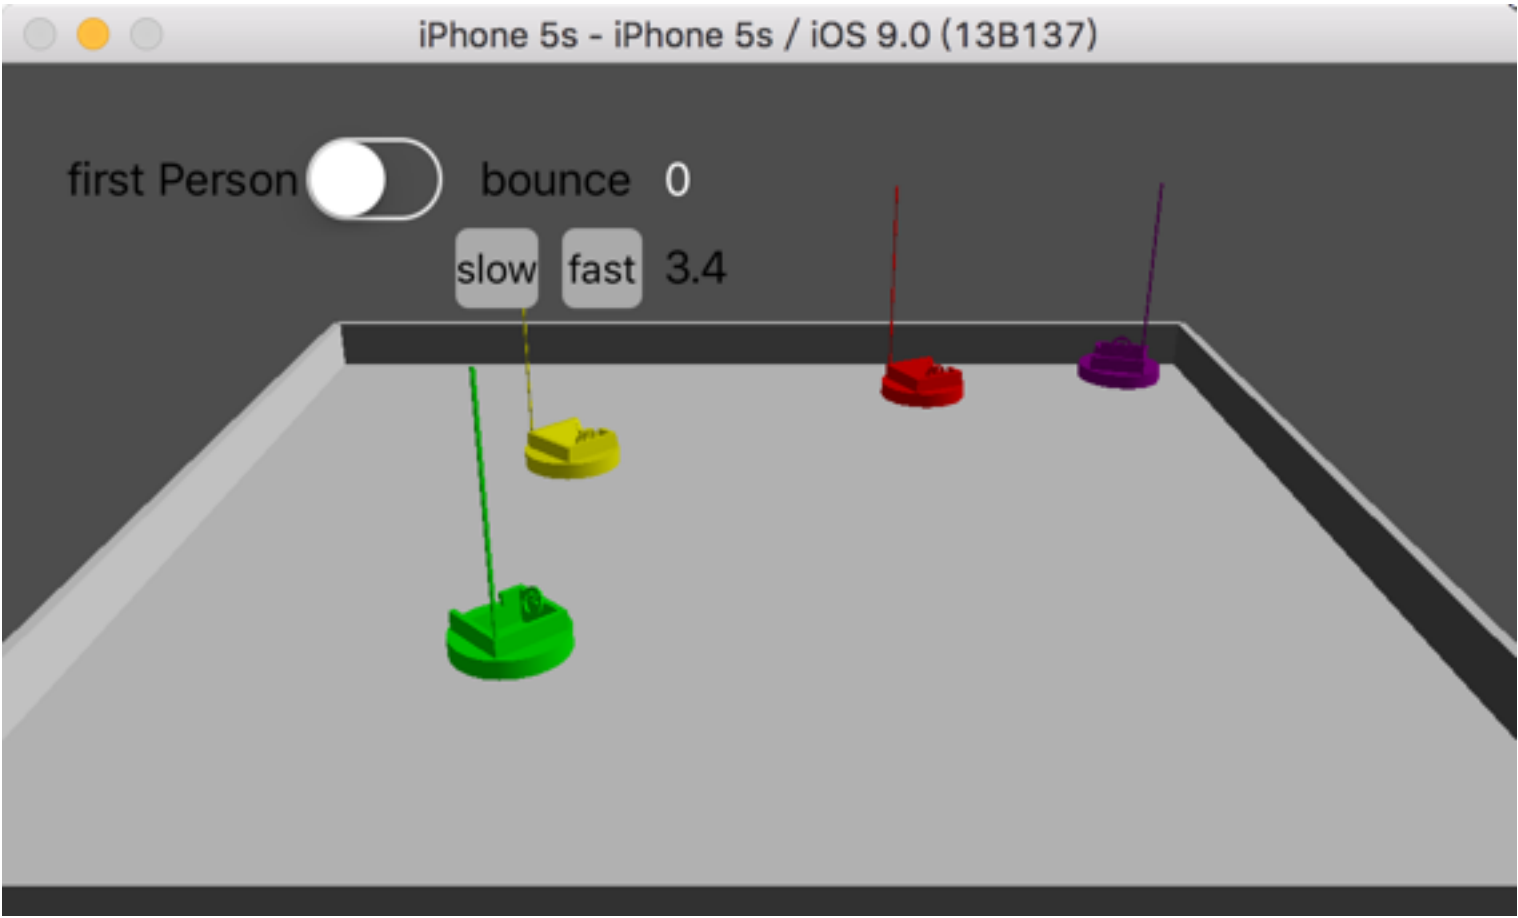 iPhone 5s - iPhone 5s / iOS 9.0 (13B137)
first Person bounce 0
slow fast 3.4